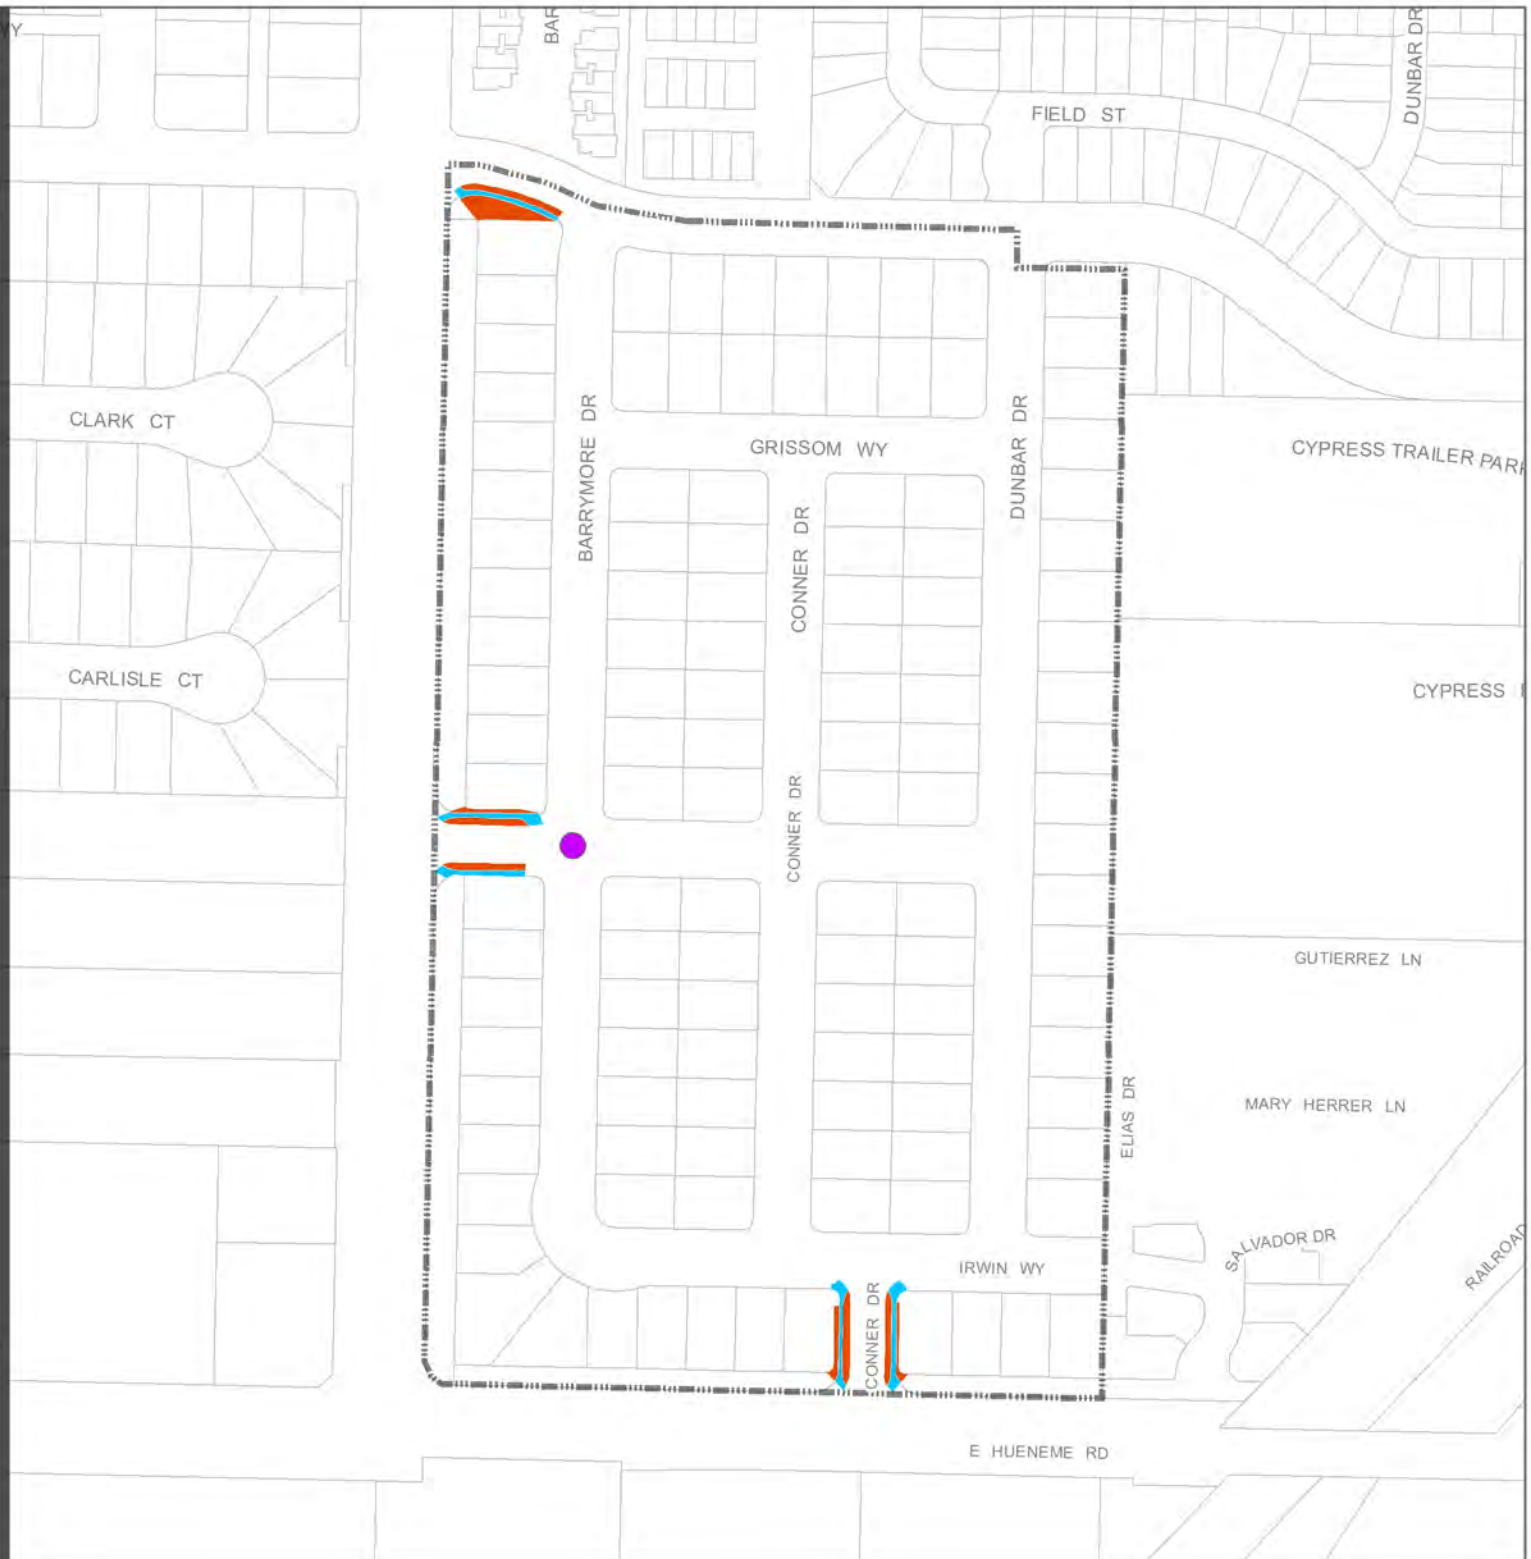 WY
BAR
DUNBAR DR
FIELD ST
CLARK CT
BARRYMORE DR
GRISSOM WY
DUNBAR DR
CYPRESS TRAILER PARK
CONNER DR
CARLISLE CT
CYPRESS
CONNER DR
GUTIERREZ LN
ELIAS DR
MARY HERRER LN
SALVADOR DR
RAILROAD
IRWIN WY
CONNER DR
E HUENEME RD